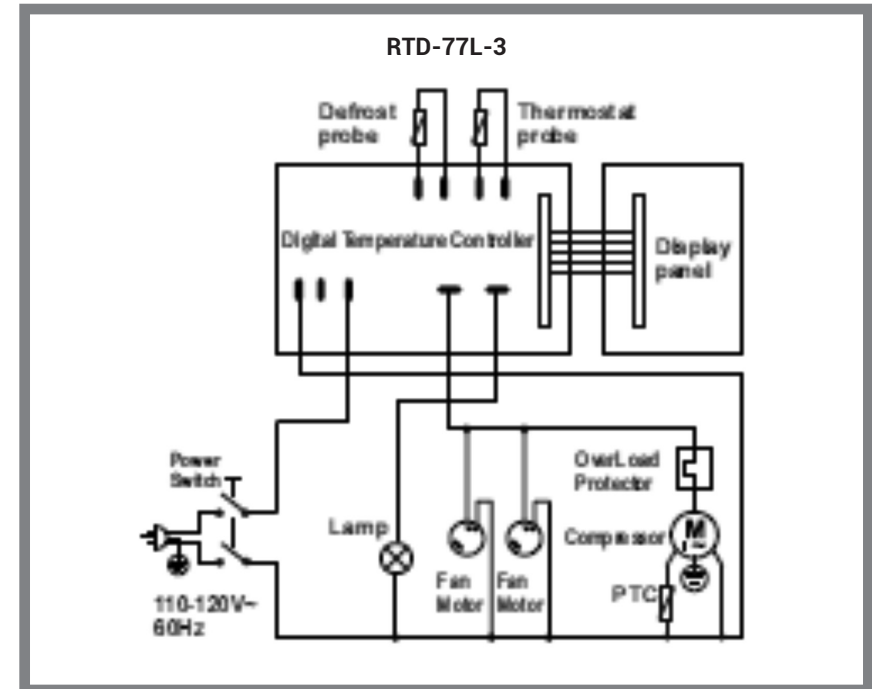 RTD-77L-3
Defrost
probe
Thermostat
probe
Digital Temperature Controller
Display
panel
Power
Switch
OverLoad
Protector
Lamp
Compressor
M
Fan
Motor
Fan
Motor
PTC
110-120V~
60Hz